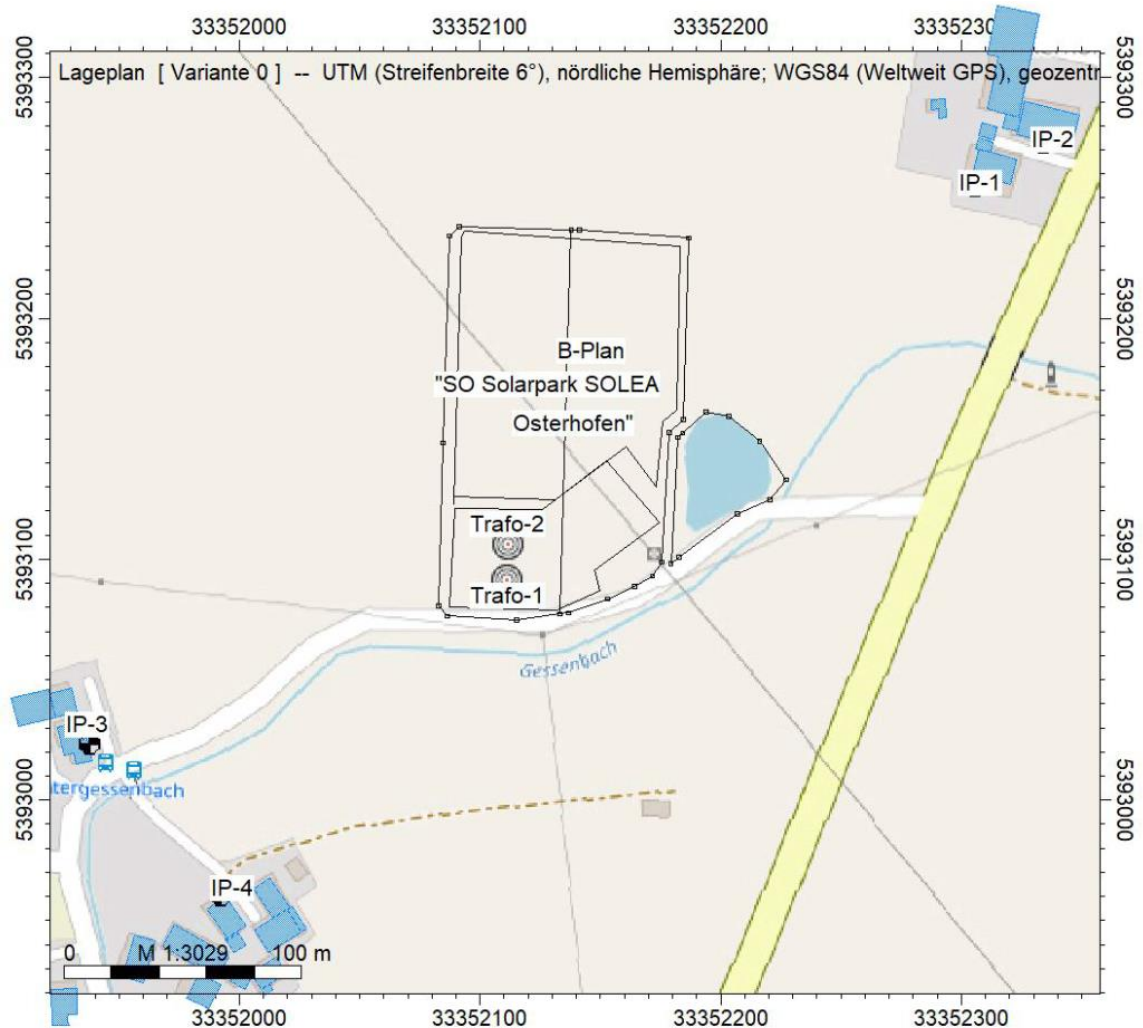 33352000 33352100 33352200 3335230
5393300
5393300
Lageplan [ Variante 0 ] -- UTM (Streifenbreite 6°), nördliche Hemisphäre; WGS84 (Weltweit GPS), geozentr
IP-2
IP-1
5393200
5393200
B-Plan
"SO Solarpark SOLEA
Osterhofen"
5393100
5393100
Trafo-2
Trafo-1
Gessenbach
IP-3
5393000
5393000
tergessenbach
IP-4
0 M 1:3029 100 m
33352000 33352100 33352200 33352300